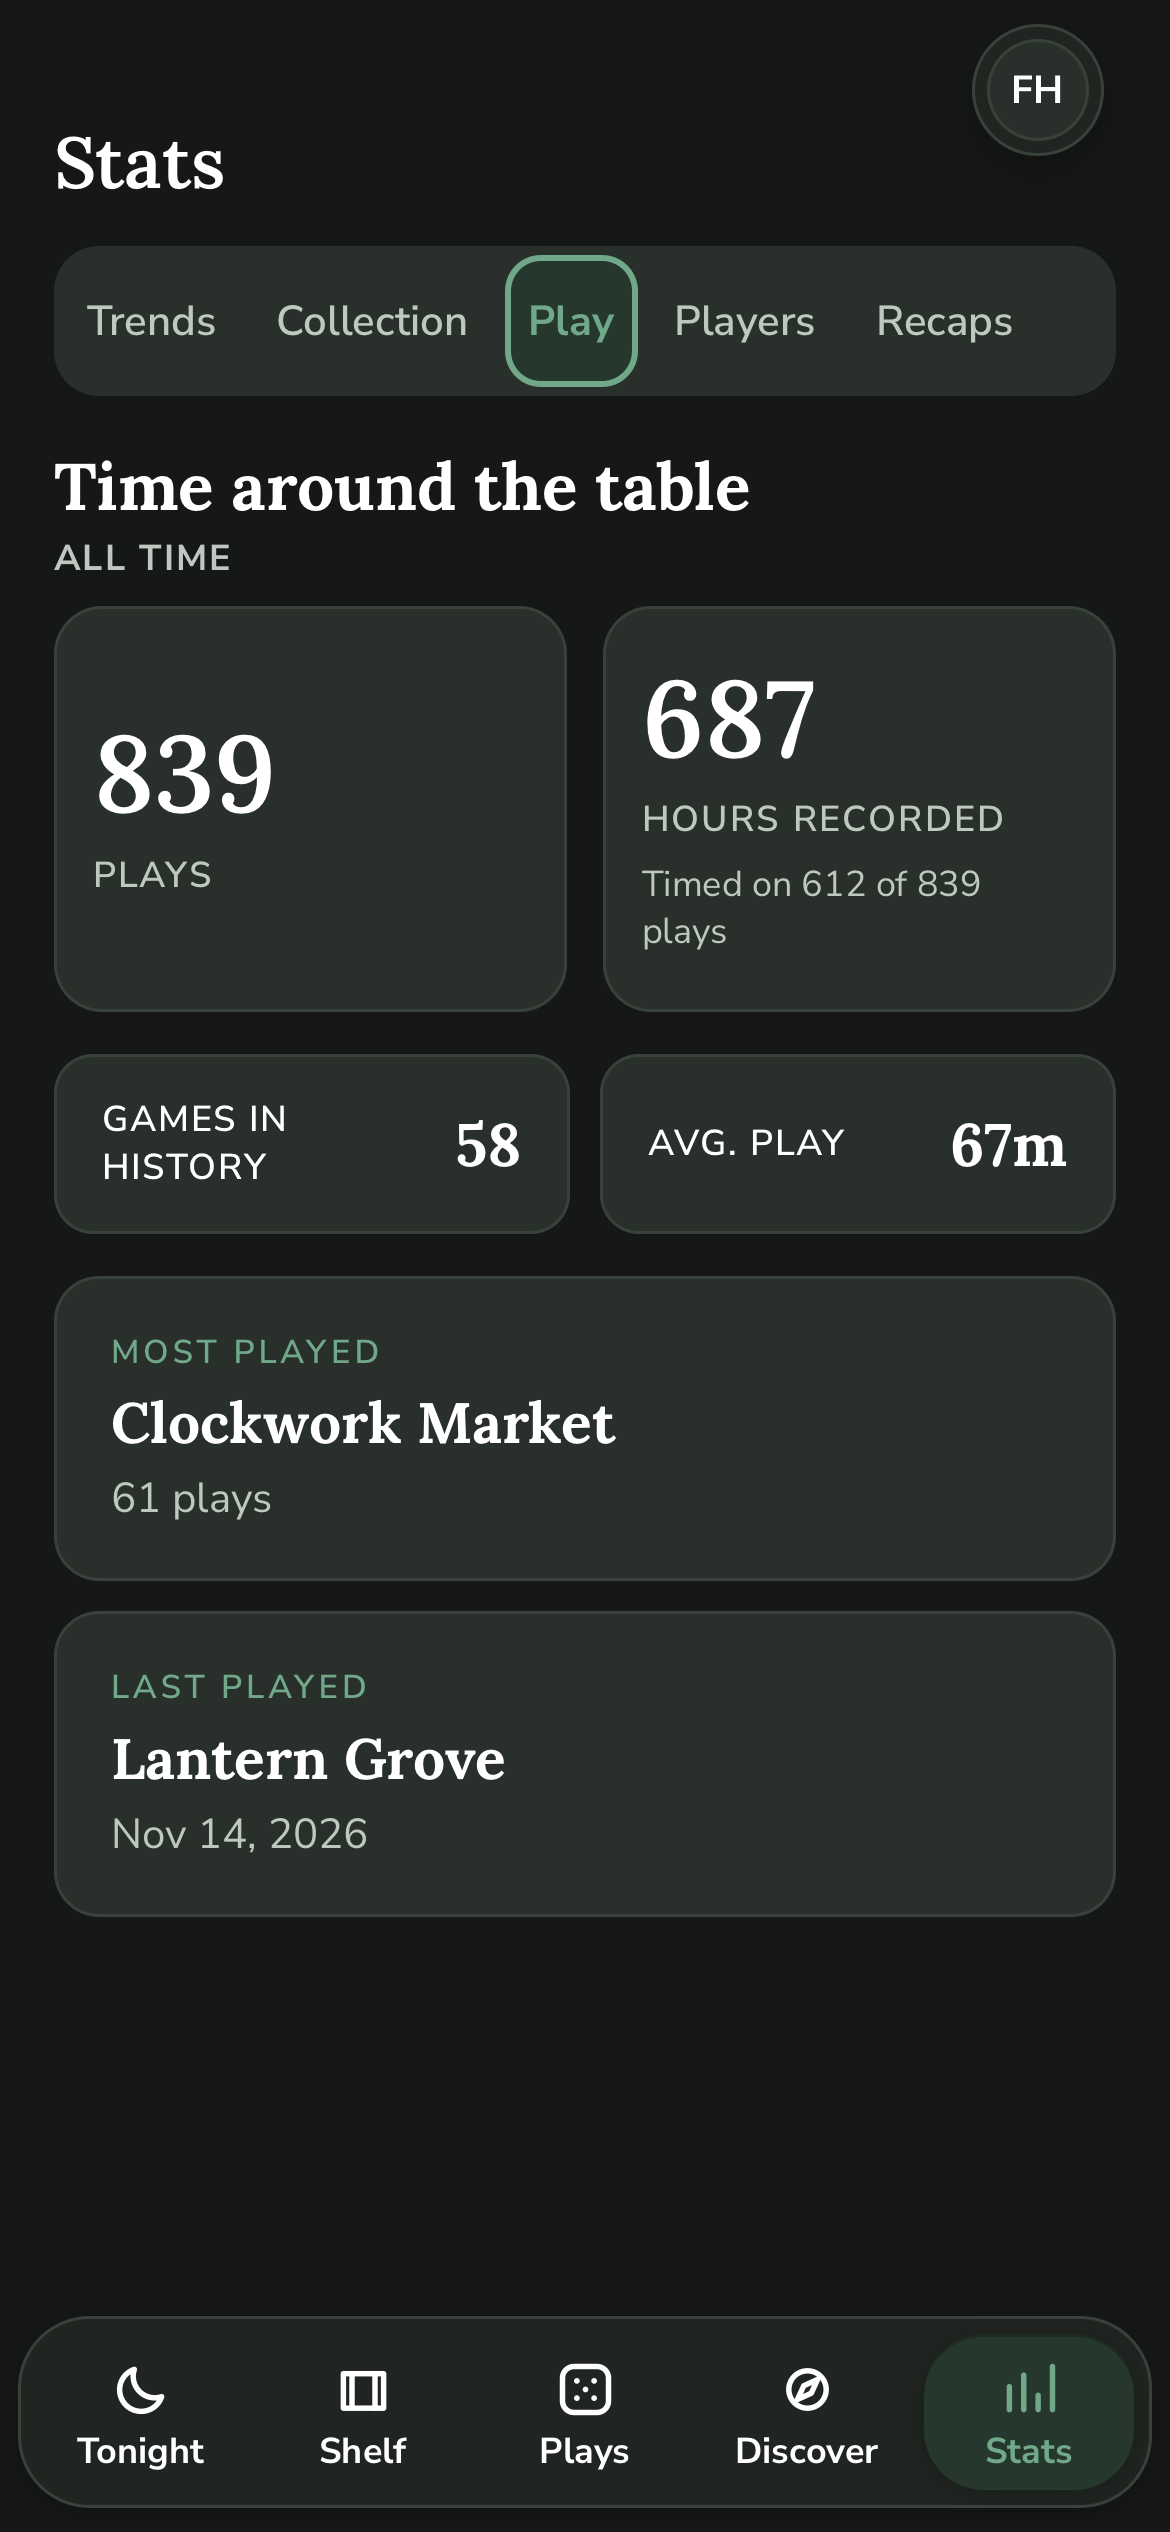 FH
Stats
Trends Collection Play Players Recaps
Time around the table
ALL TIME
839
PLAYS
687
HOURS RECORDED
Timed on 612 of 839
plays
GAMES IN
HISTORY
58
AVG. PLAY
67m
MOST PLAYED
Clockwork Market
61 plays
LAST PLAYED
Lantern Grove
Nov 14, 2026
Tonight Shelf Plays Discover Stats